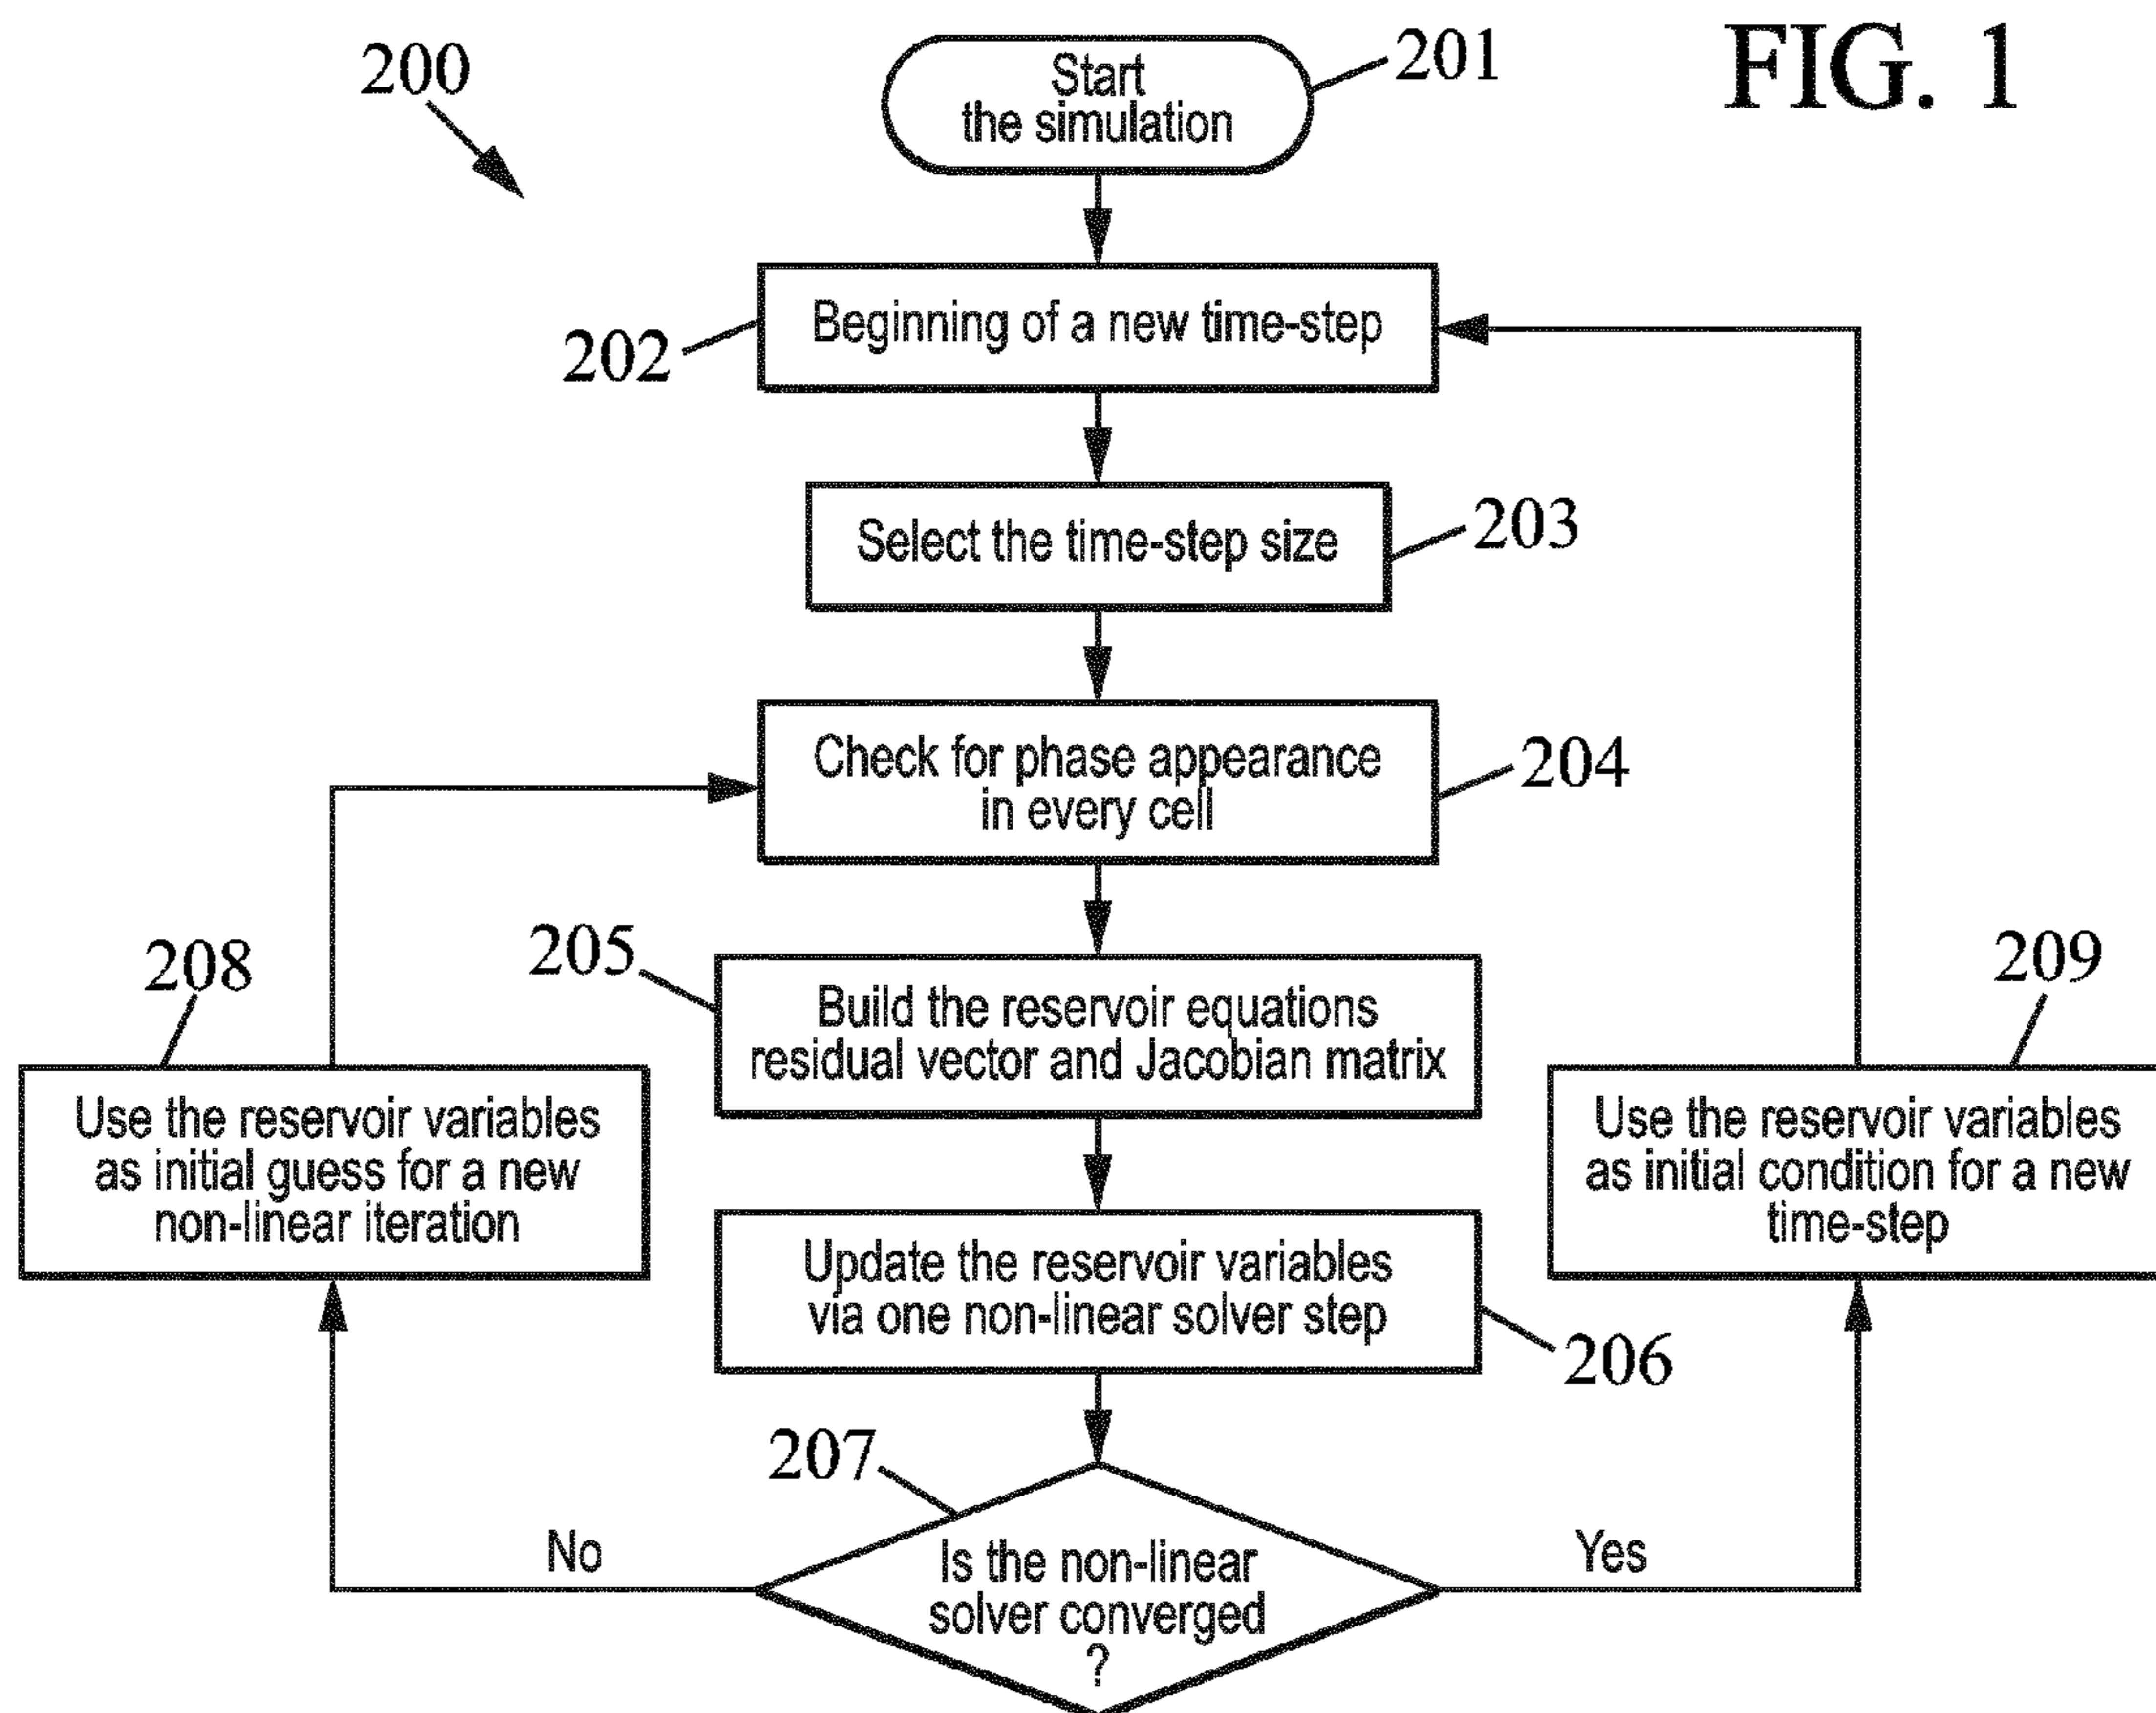 FIG. 1
200
Start
the simulation
201
Beginning of a new time-step
202
Select the time-step size
203
Check for phase appearance
in every cell
204
205
Build the reservoir equations
residual vector and Jacobian matrix
208
Use the reservoir variables
as initial guess for a new
non-linear iteration
209
Use the reservoir variables
as initial condition for a new
time-step
Update the reservoir variables
via one non-linear solver step
206
207
Is the non-linear
solver converged
?
No
Yes